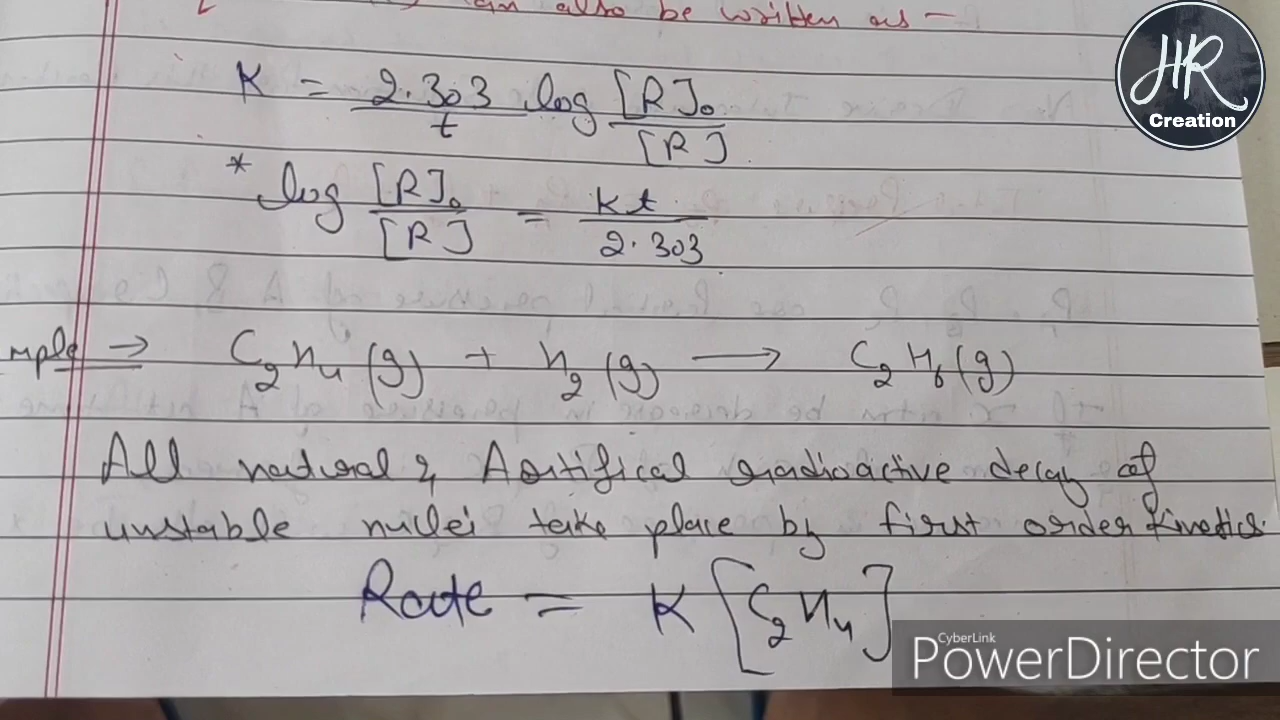 can also be written as –
K = 2.303/t log [R]₀/[R]
* log [R]₀/[R] = Kt/2.303
mple → C₂H₄(g) + H₂(g) → C₂H₆(g)
All natural & Artifical radioactive decay of
unstable nuclei take place by first order kinetics.
Rate = K [C₂H₄]
HR
Creation
CyberLink
PowerDirector